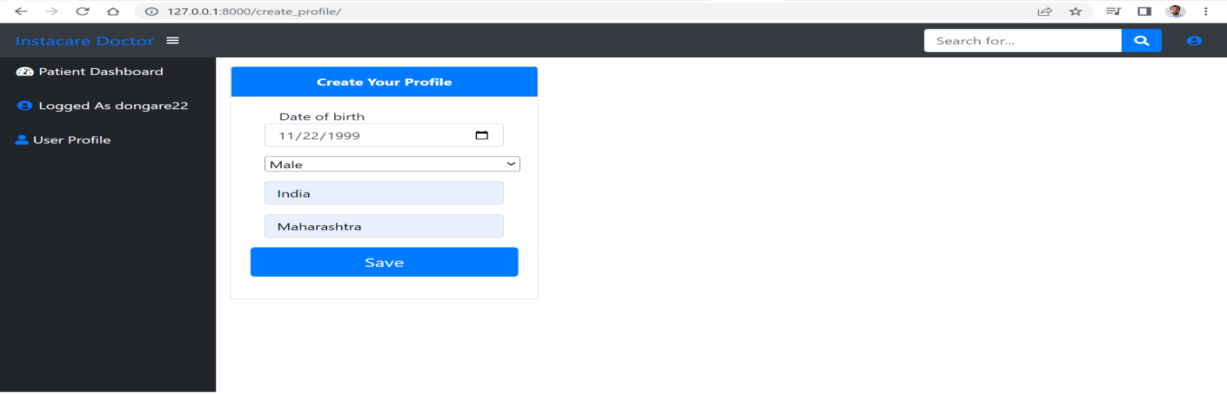 127.0.0.1:8000/create_profile/
Instacare Doctor
Search for...
Patient Dashboard
Logged As dongare22
User Profile
Create Your Profile
Date of birth
11/22/1999
Male
India
Maharashtra
Save